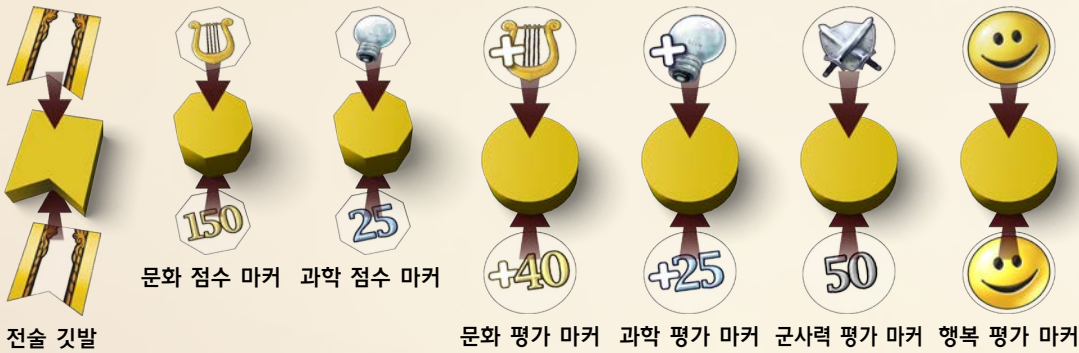 150
25
문화 점수 마커
과학 점수 마커
+40
+25
50
전술 깃발
문화 평가 마커
과학 평가 마커
군사력 평가 마커
행복 평가 마커